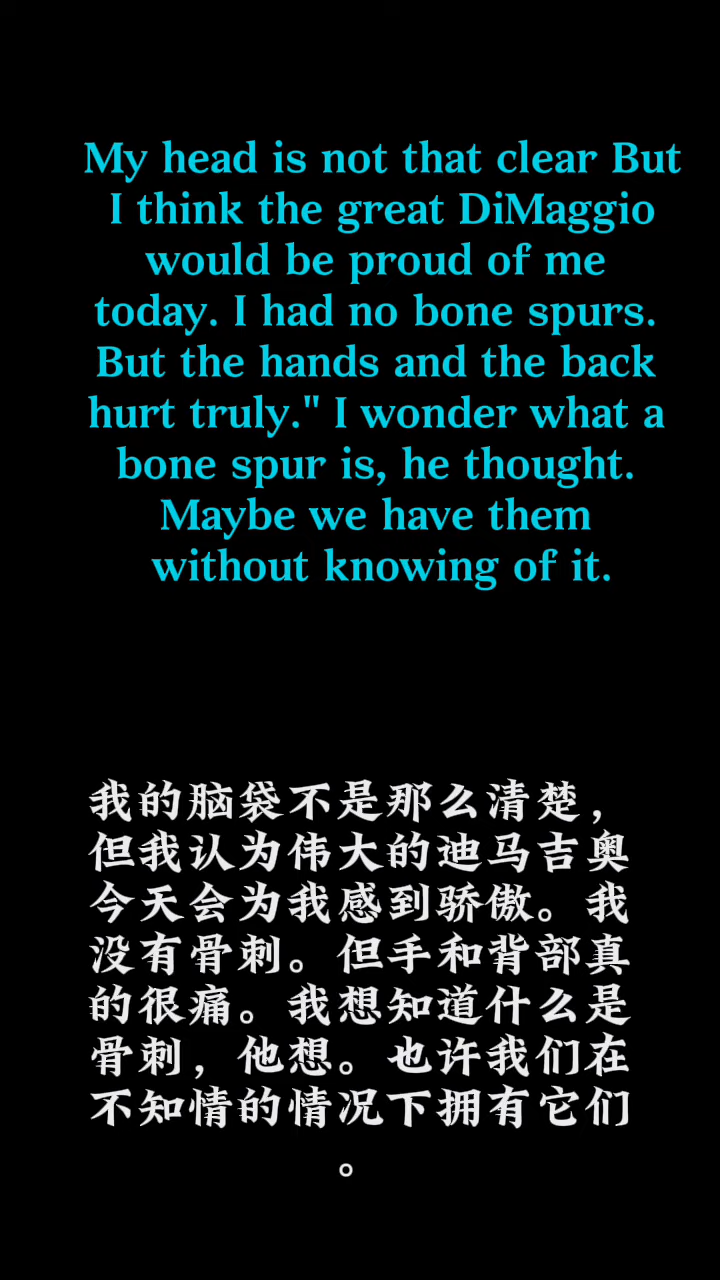 My head is not that clear But
I think the great DiMaggio
would be proud of me
today. I had no bone spurs.
But the hands and the back
hurt truly." I wonder what a
bone spur is, he thought.
Maybe we have them
without knowing of it.
我的脑袋不是那么清楚，
但我认为伟大的迪马吉奥
今天会为我感到骄傲。我
没有骨刺。但手和背部真
的很痛。我想知道什么是
骨刺，他想。也许我们在
不知情的情况下拥有它们
。